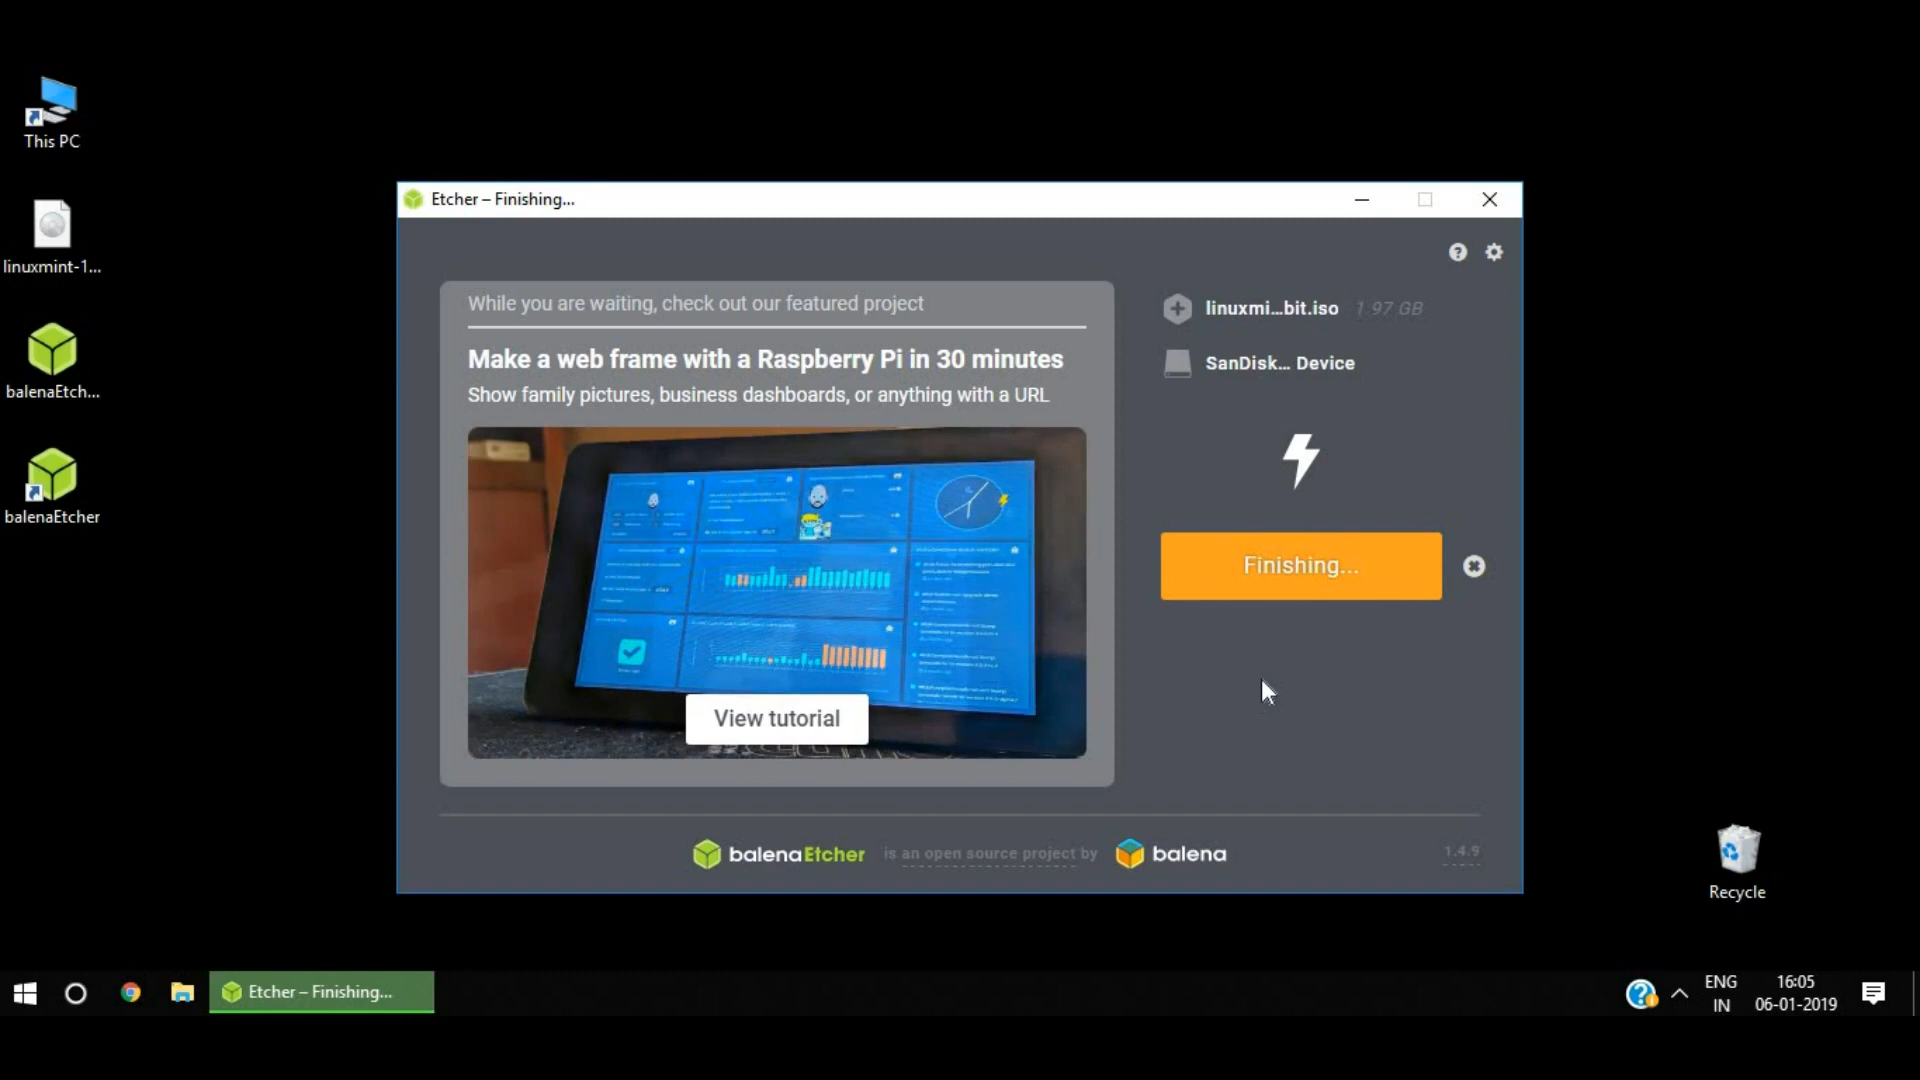 This PC
linuxmint-1...
balenaEtch...
balenaEtcher
Etcher – Finishing...
While you are waiting, check out our featured project
Make a web frame with a Raspberry Pi in 30 minutes
Show family pictures, business dashboards, or anything with a URL
View tutorial
linuxmi...bit.iso 1.97 GB
SanDisk... Device
Finishing...
balenaEtcher is an open source project by balena
1.4.9
Recycle
Etcher – Finishing...
ENG
IN
16:05
06-01-2019